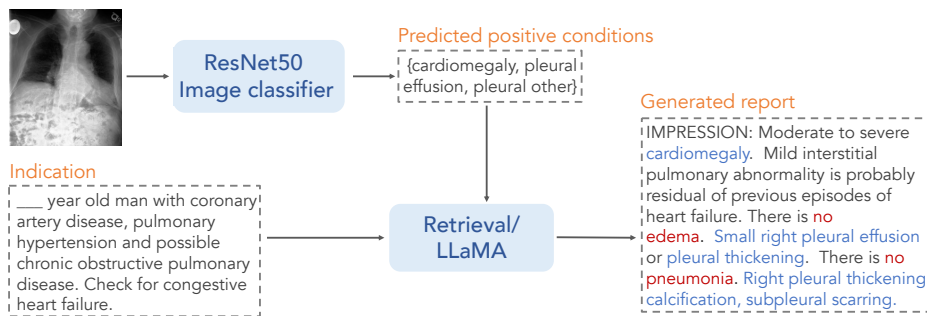 ResNet50
Image classifier
Predicted positive conditions
{cardiomegaly, pleural
effusion, pleural other}
Indication
___ year old man with coronary
artery disease, pulmonary
hypertension and possible
chronic obstructive pulmonary
disease. Check for congestive
heart failure.
Retrieval/
LLaMA
Generated report
IMPRESSION: Moderate to severe
cardiomegaly.  Mild interstitial
pulmonary abnormality is probably
residual of previous episodes of
heart failure. There is no
edema.  Small right pleural effusion
or pleural thickening.  There is no
pneumonia. Right pleural thickening
calcification, subpleural scarring.